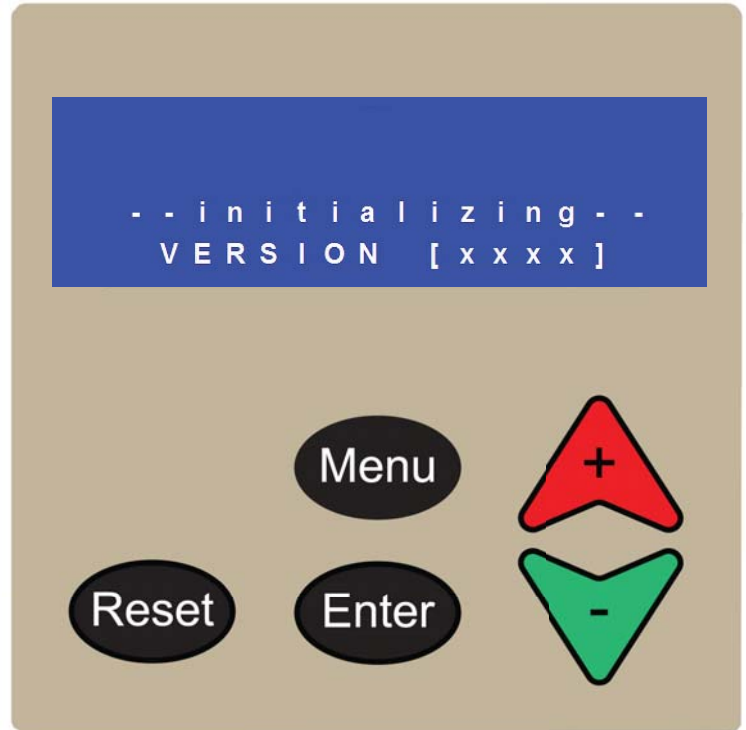 --initializing--
VERSION [xxxx]
Menu
+
Reset
Enter
-